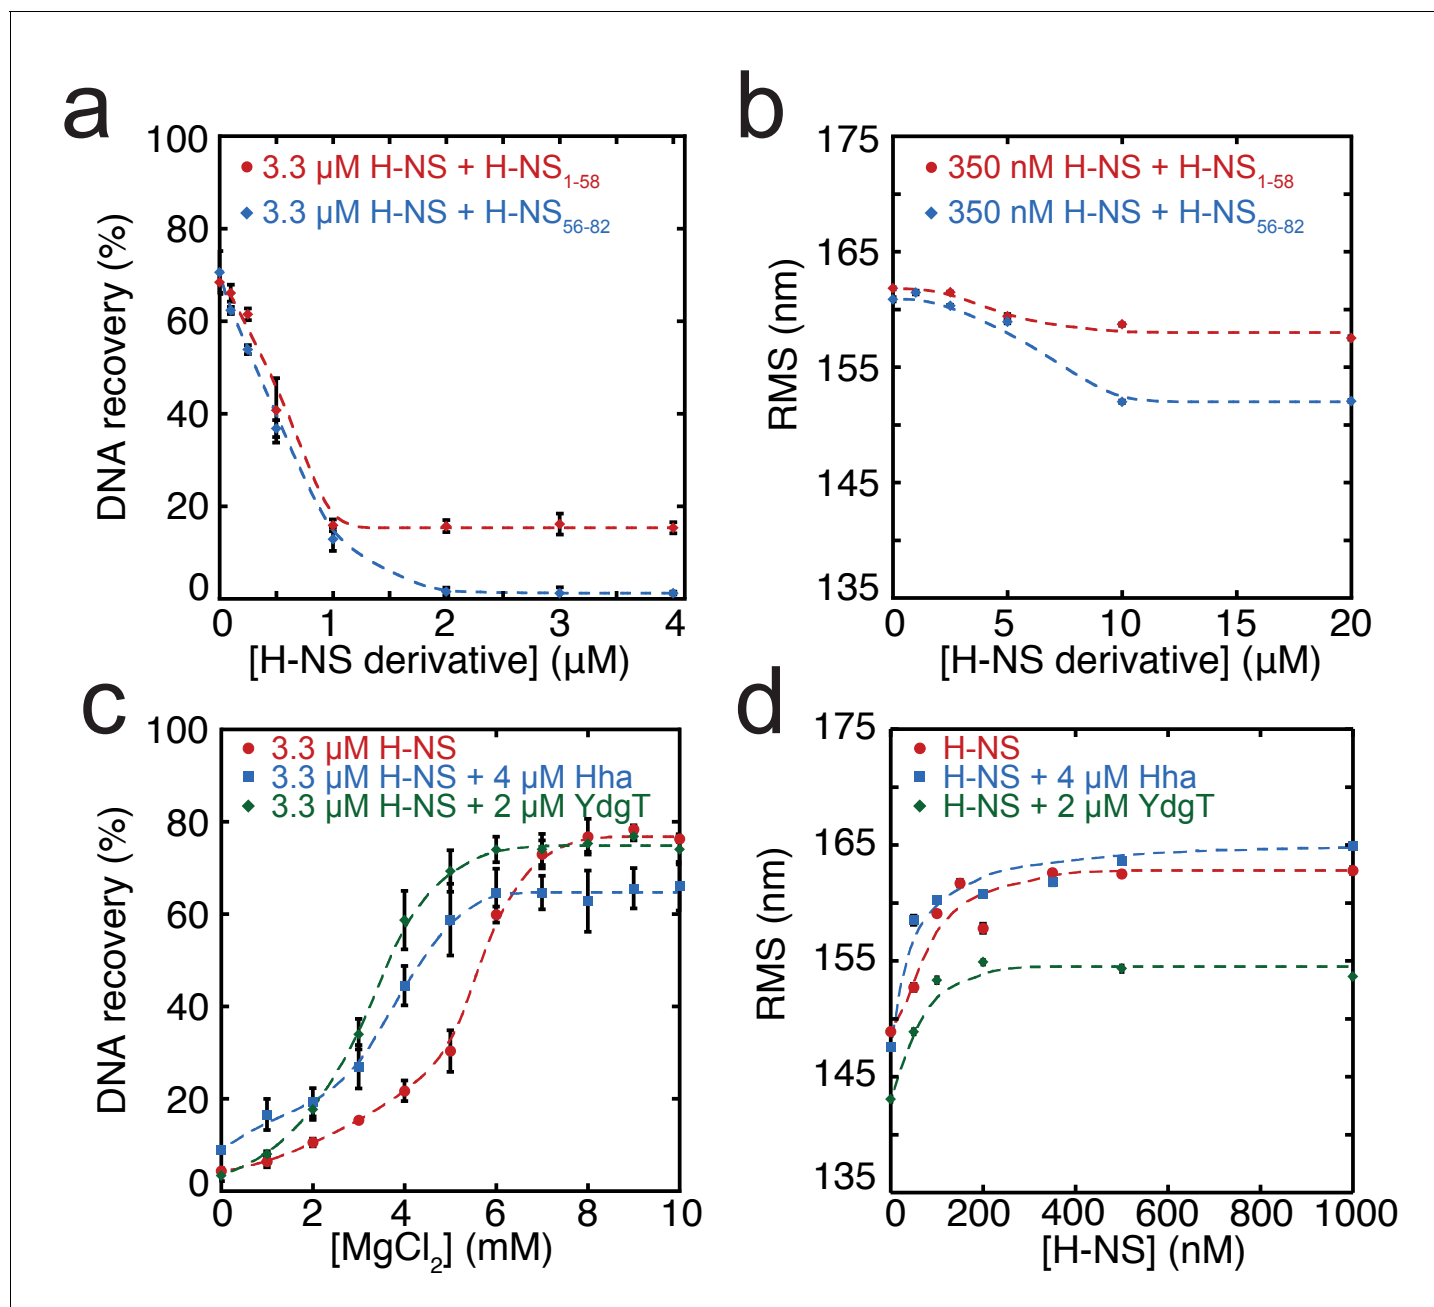 a
100
80
60
40
20
0
DNA recovery (%)
3.3 µM H-NS + H-NS1-58
3.3 µM H-NS + H-NS56-82
0 1 2 3 4
[H-NS derivative] (µM)
b
175
165
155
145
135
RMS (nm)
350 nM H-NS + H-NS1-58
350 nM H-NS + H-NS56-82
0 5 10 15 20
[H-NS derivative] (µM)
c
100
80
60
40
20
0
DNA recovery (%)
3.3 µM H-NS
3.3 µM H-NS + 4 µM Hha
3.3 µM H-NS + 2 µM YdgT
0 2 4 6 8 10
[MgCl2] (mM)
d
175
165
155
145
135
RMS (nm)
H-NS
H-NS + 4 µM Hha
H-NS + 2 µM YdgT
0 200 400 600 800 1000
[H-NS] (nM)